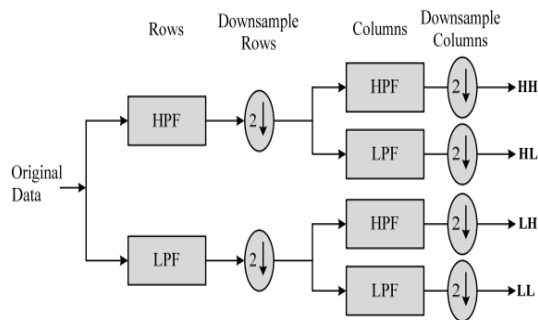 Rows
Downsample
Rows
Columns
Downsample
Columns
Original
Data
HPF
2
HPF
2
HH
LPF
2
HL
LPF
2
HPF
2
LH
LPF
2
LL